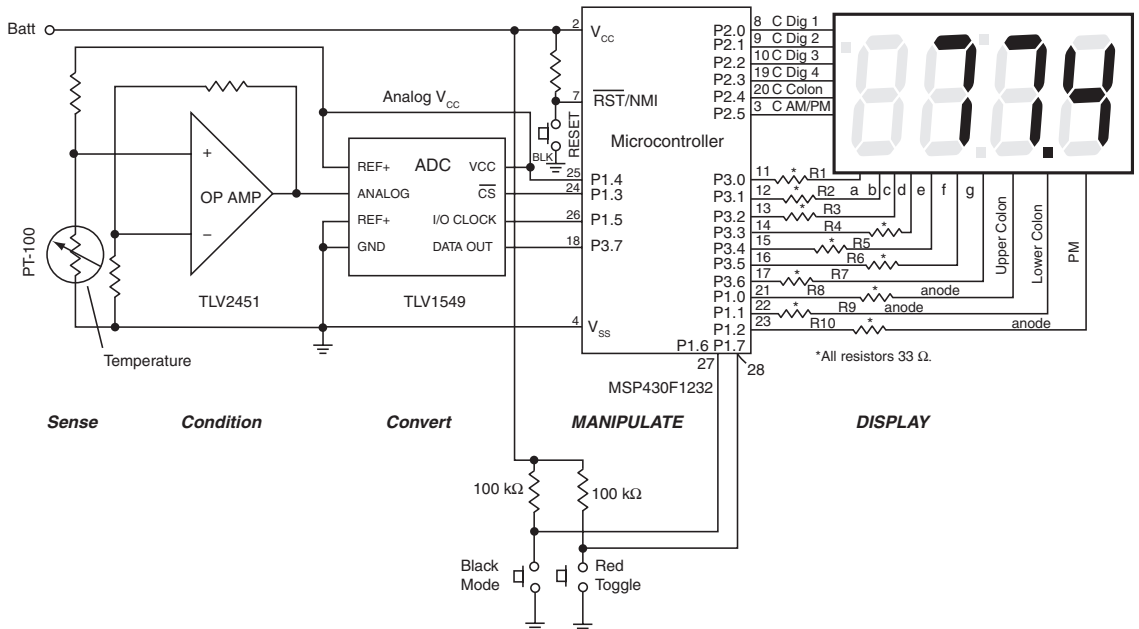 Batt
Analog VCC
PT-100
Temperature
+
OP AMP
−
TLV2451
ADC
REF+
VCC
ANALOG
CS
REF+
I/O CLOCK
GND
DATA OUT
TLV1549
2
VCC
7
RST/NMI
RESET
BLK
Microcontroller
25
P1.4
24
P1.3
26
P1.5
18
P3.7
4
VSS
P2.0 8 C Dig 1
P2.1 9 C Dig 2
P2.2 10 C Dig 3
P2.3 19 C Dig 4
P2.4 20 C Colon
P2.5 3 C AM/PM
774
P3.0 11 * R1
P3.1 12 * R2
P3.2 13 * R3
P3.3 14 R4 *
P3.4 15 * R5
P3.5 16 R6 *
P3.6 17 * R7
P1.0 21 R8 * anode
P1.1 22 * R9 anode
P1.2 23 R10 * anode
a b c d e f g
Upper Colon
Lower Colon
PM
P1.6 P1.7
27
28
*All resistors 33 Ω.
MSP430F1232
Sense
Condition
Convert
MANIPULATE
DISPLAY
100 kΩ
100 kΩ
Black
Mode
Red
Toggle